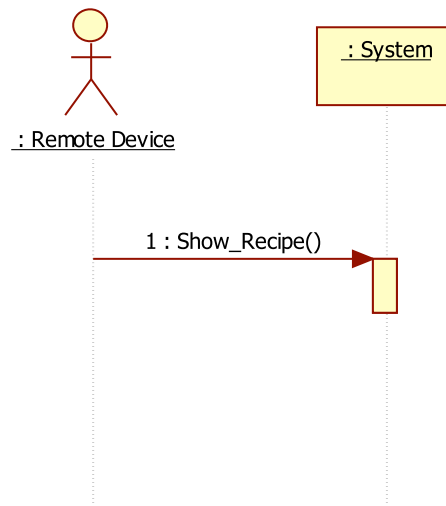 : System
: Remote Device
1 : Show_Recipe()